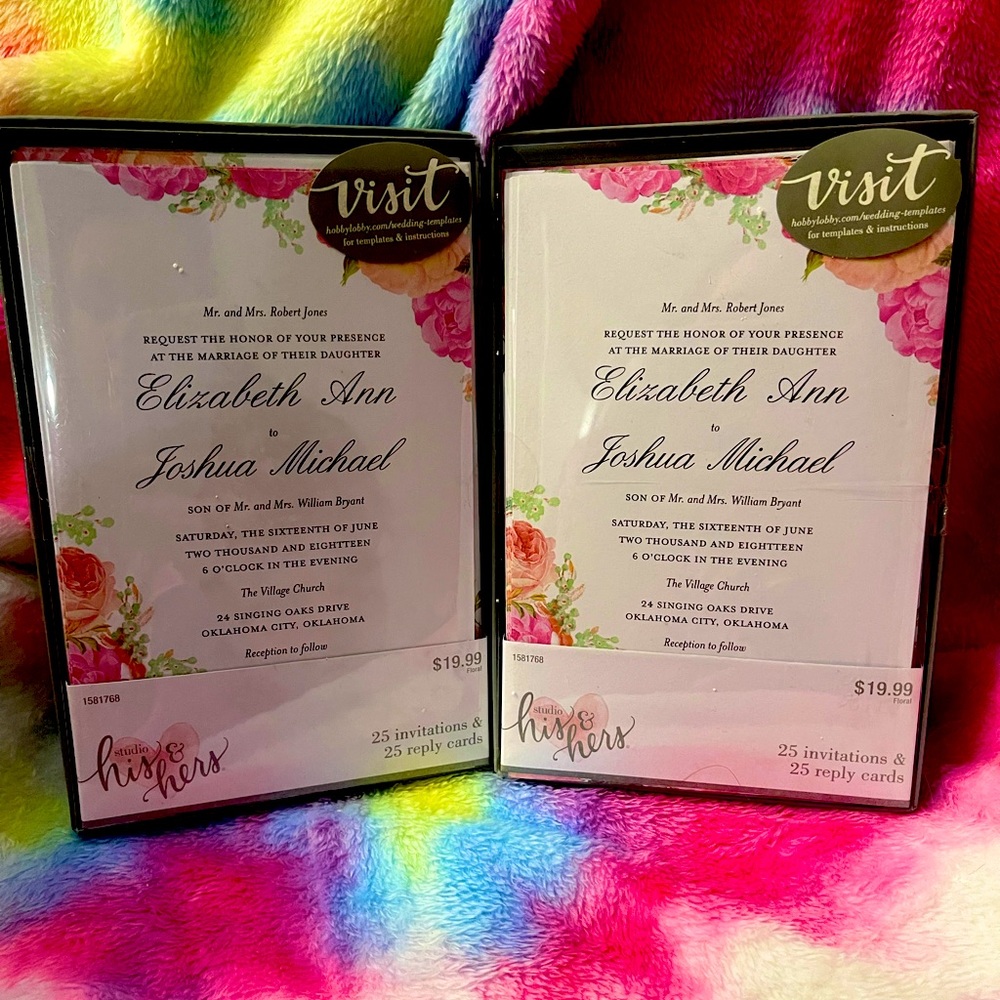 visit
hobbylobby.com/wedding-templates
for templates & instructions
Mr. and Mrs. Robert Jones
REQUEST THE HONOR OF YOUR PRESENCE
AT THE MARRIAGE OF THEIR DAUGHTER
Elizabeth Ann
to
Joshua Michael
SON OF Mr. and Mrs. William Bryant
SATURDAY, THE SIXTEENTH OF JUNE
TWO THOUSAND AND EIGHTTEEN
6 O'CLOCK IN THE EVENING
The Village Church
24 SINGING OAKS DRIVE
OKLAHOMA CITY, OKLAHOMA
Reception to follow
1581768
$19.99
Floral
studio
his & hers
25 invitations &
25 reply cards
visit
hobbylobby.com/wedding-templates
for templates & instructions
Mr. and Mrs. Robert Jones
REQUEST THE HONOR OF YOUR PRESENCE
AT THE MARRIAGE OF THEIR DAUGHTER
Elizabeth Ann
to
Joshua Michael
SON OF Mr. and Mrs. William Bryant
SATURDAY, THE SIXTEENTH OF JUNE
TWO THOUSAND AND EIGHTTEEN
6 O'CLOCK IN THE EVENING
The Village Church
24 SINGING OAKS DRIVE
OKLAHOMA CITY, OKLAHOMA
Reception to follow
1581768
$19.99
Floral
studio
his & hers
25 invitations &
25 reply cards